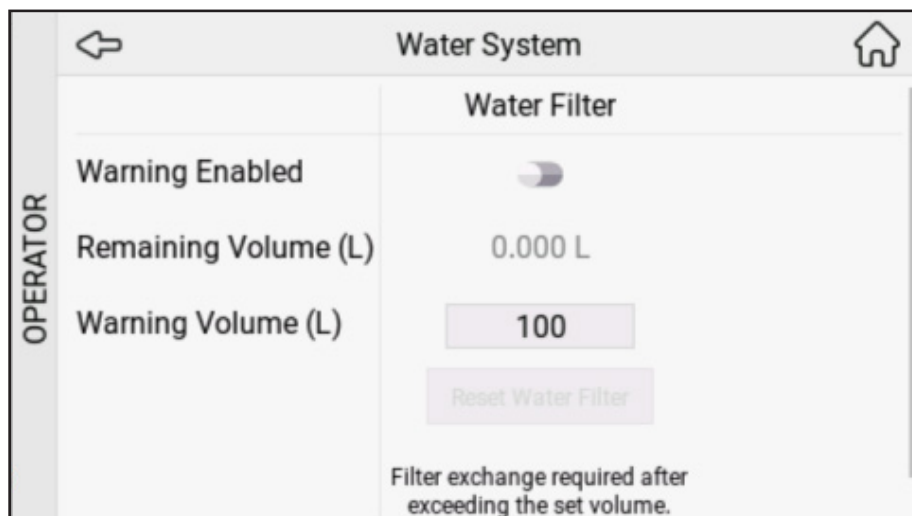 Water System
OPERATOR
Water Filter
Warning Enabled
Remaining Volume (L) 0.000 L
Warning Volume (L) 100
Reset Water Filter
Filter exchange required after
exceeding the set volume.